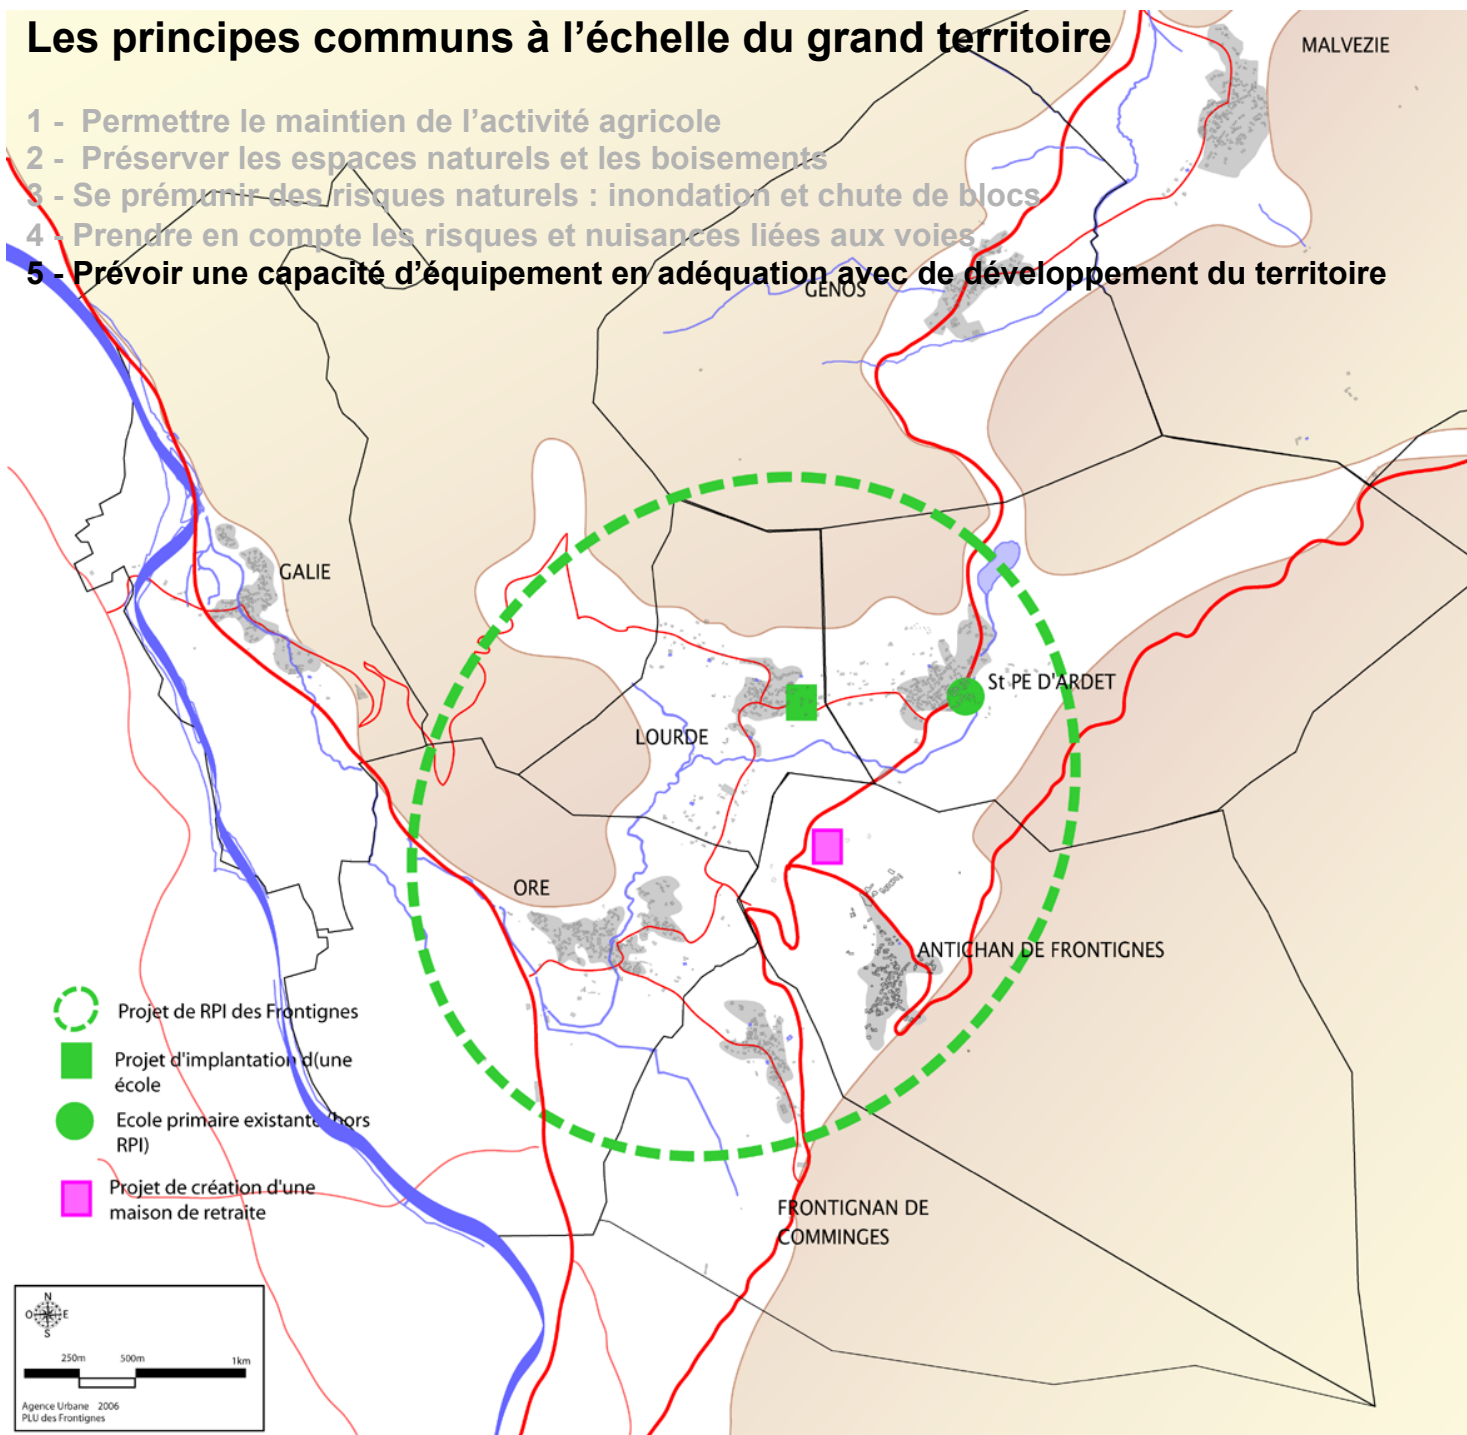 Les principes communs à l’échelle du grand territoire
MALVEZIE
1 - Permettre le maintien de l’activité agricole
2 - Préserver les espaces naturels et les boisements
3 - Se prémunir des risques naturels : inondation et chute de blocs
4 - Prendre en compte les risques et nuisances liées aux voies
5 - Prévoir une capacité d’équipement en adéquation avec de développement du territoire
GENOS
GALIE
St PE D'ARDET
LOURDE
ORE
ANTICHAN DE FRONTIGNES
Projet de RPI des Frontignes
Projet d'implantation d(une
école
Ecole primaire existante (hors
RPI)
Projet de création d'une
maison de retraite
FRONTIGNAN DE
COMMINGES
N
O E
S
250m 500m 1km
Agence Urbane 2006
PLU des Frontignes